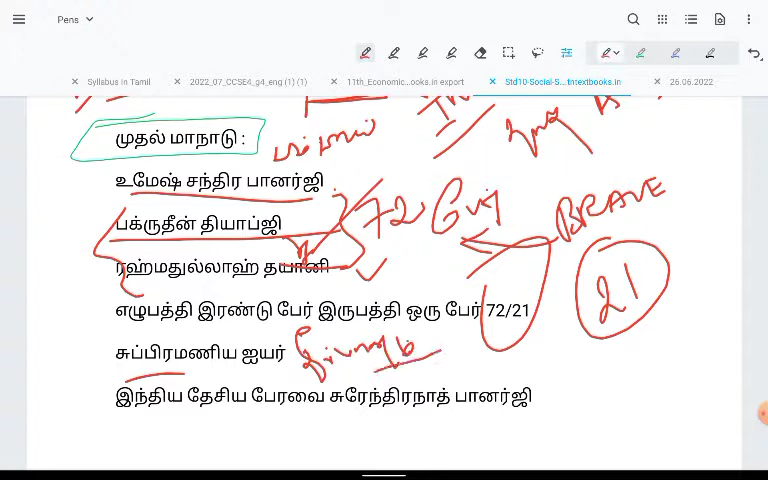 Pens
Syllabus in Tamil
2022_07_CCSE4_g4_eng (1) (1)
11th_Economic...ooks.in export
Std10-Social-S...tntextbooks.in
26.06.2022
முதல் மாநாடு :
உமேஷ் சந்திர பானர்ஜி
பக்ருதீன் தியாப்ஜி
72
BRAVE
ரஹ்மதுல்லாஹ் தயானி
21
எழுபத்தி இரண்டு பேர் இருபத்தி ஒரு பேர் 72/21
சுப்பிரமணிய ஐயர்
இந்திய தேசிய பேரவை சுரேந்திரநாத் பானர்ஜி